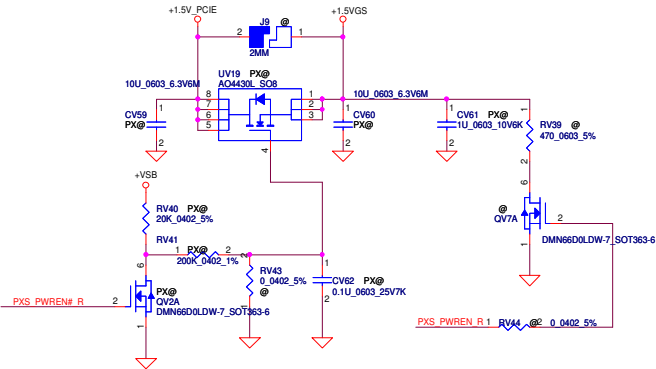 +1.5V_PCIE
+1.5VGS
J9 @
2 1
2MM
UV19 PX@
AO4430L_SO8
10U_0603_6.3V6M
10U_0603_6.3V6M
8 1
7 2
6 3
5
4
1
CV59
PX@
2
1
CV60
PX@
2
1
CV61 PX@
1U_0603_10V6K
2
1
RV39 @
470_0603_5%
2
+VSB
RV40 PX@
20K_0402_5%
RV41
1 PX@ 2
200K_0402_1%
6
@
QV7A
2
DMN66D0LDW-7_SOT363-6
1
2
RV43
0_0402_5%
@
1
1
CV62 PX@
0.1U_0603_25V7K
2
6
PXS_PWREN#_R 2
PX@
QV2A
DMN66D0LDW-7_SOT363-6
1
PXS_PWREN_R 1 RV44 @ 2 0_0402_5%